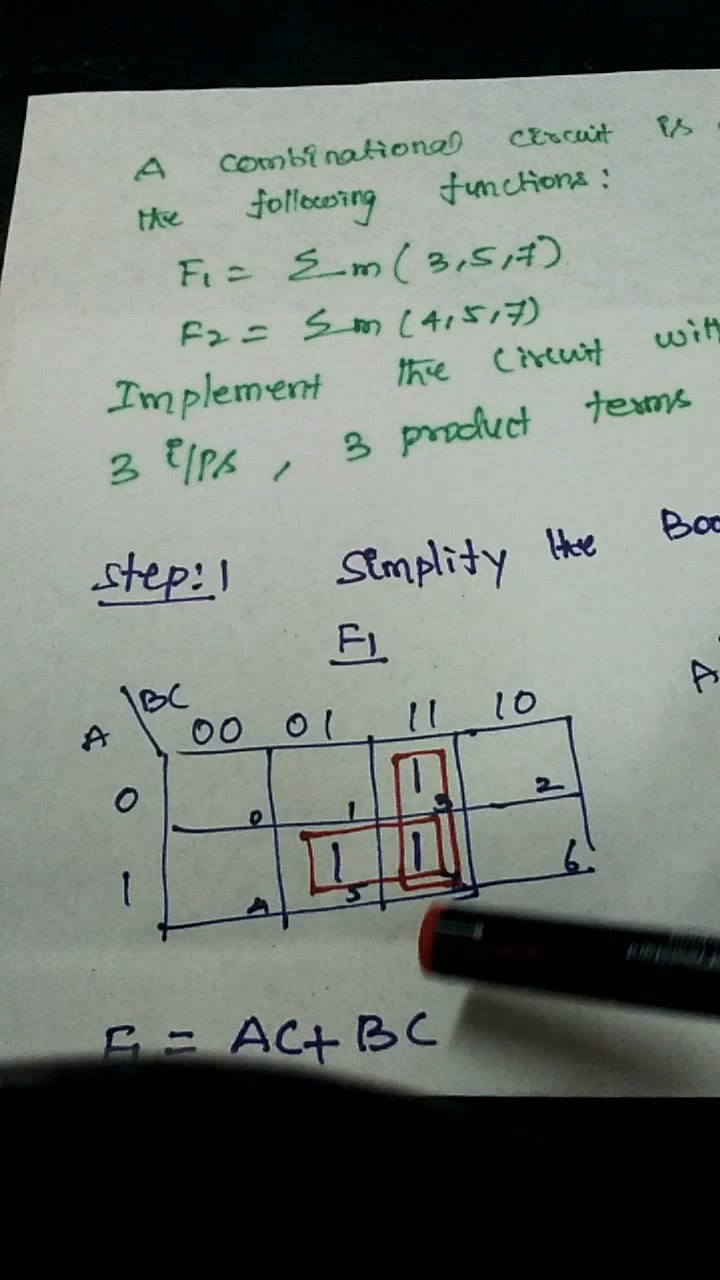 A combinational circuit is
the following functions:
F1 = Σm(3,5,7)
F2 = Σm(4,5,7)
Implement the circuit with
3 i/ps, 3 product terms
Step:1 Simplify the Boo
F1
A
A \ BC 00 01 11 10
0 0 1 1 3 2
1 4 1 5 1 7 6
F1 = AC+BC